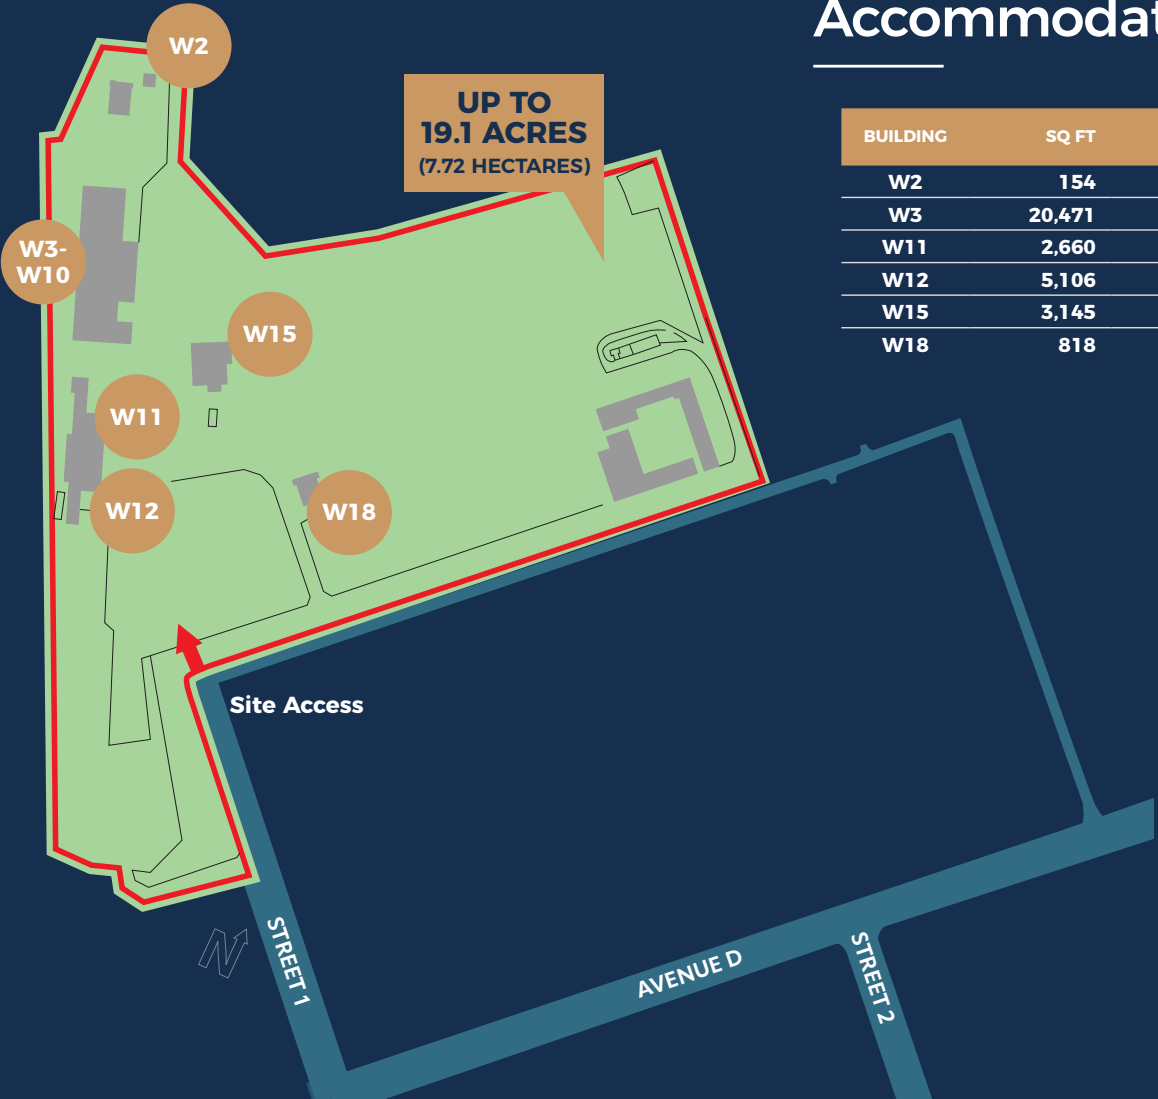 Accommodat
W2
UP TO
19.1 ACRES
(7.72 HECTARES)
BUILDING SQ FT
W2 154
W3 20,471
W11 2,660
W12 5,106
W15 3,145
W18 818
W3-
W10
W15
W11
W12
W18
Site Access
STREET 1
AVENUE D
STREET 2
N